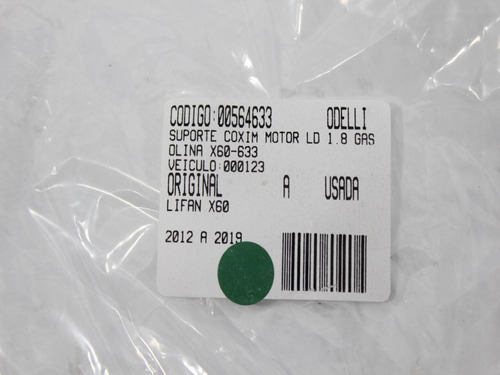 CODIGO:00564633 ODELLI
SUPORTE COXIM MOTOR LD 1.8 GAS
OLINA X60-633
VEICULO:000123
ORIGINAL A USADA
LIFAN X60
2012 A 2019